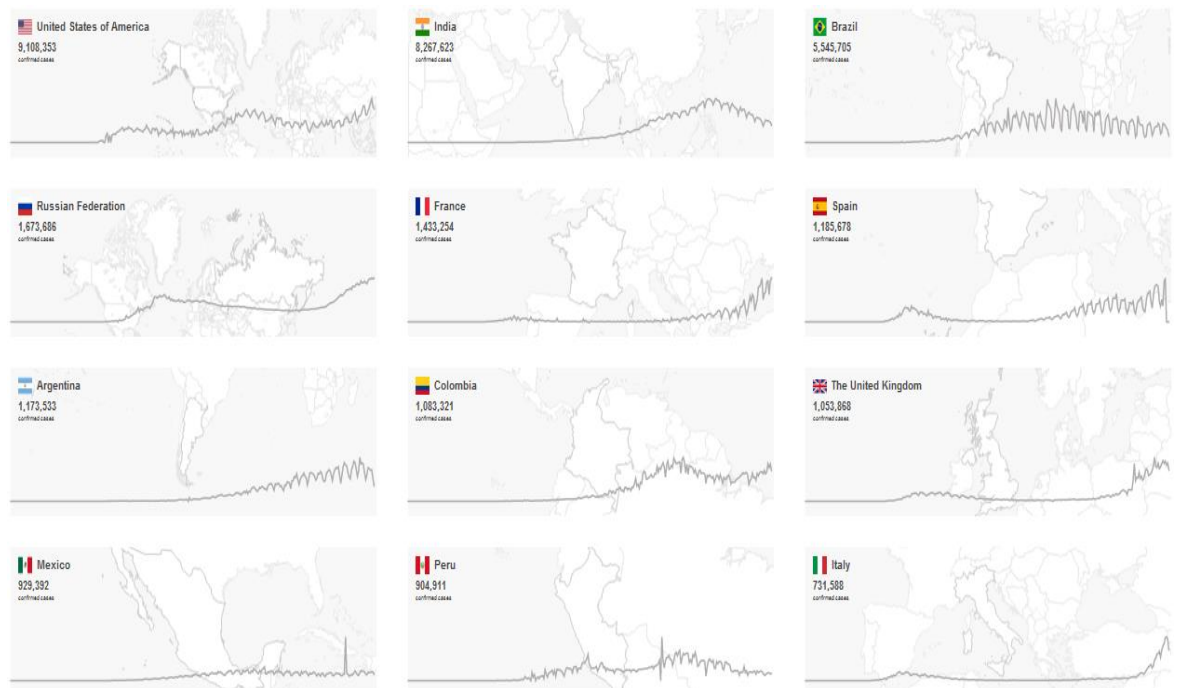 United States of America
9,108,353
confirmed cases
India
8,267,623
confirmed cases
Brazil
5,545,705
confirmed cases
Russian Federation
1,673,686
confirmed cases
France
1,433,254
confirmed cases
Spain
1,185,678
confirmed cases
Argentina
1,173,533
confirmed cases
Colombia
1,083,321
confirmed cases
The United Kingdom
1,053,868
confirmed cases
Mexico
929,392
confirmed cases
Peru
904,911
confirmed cases
Italy
731,588
confirmed cases